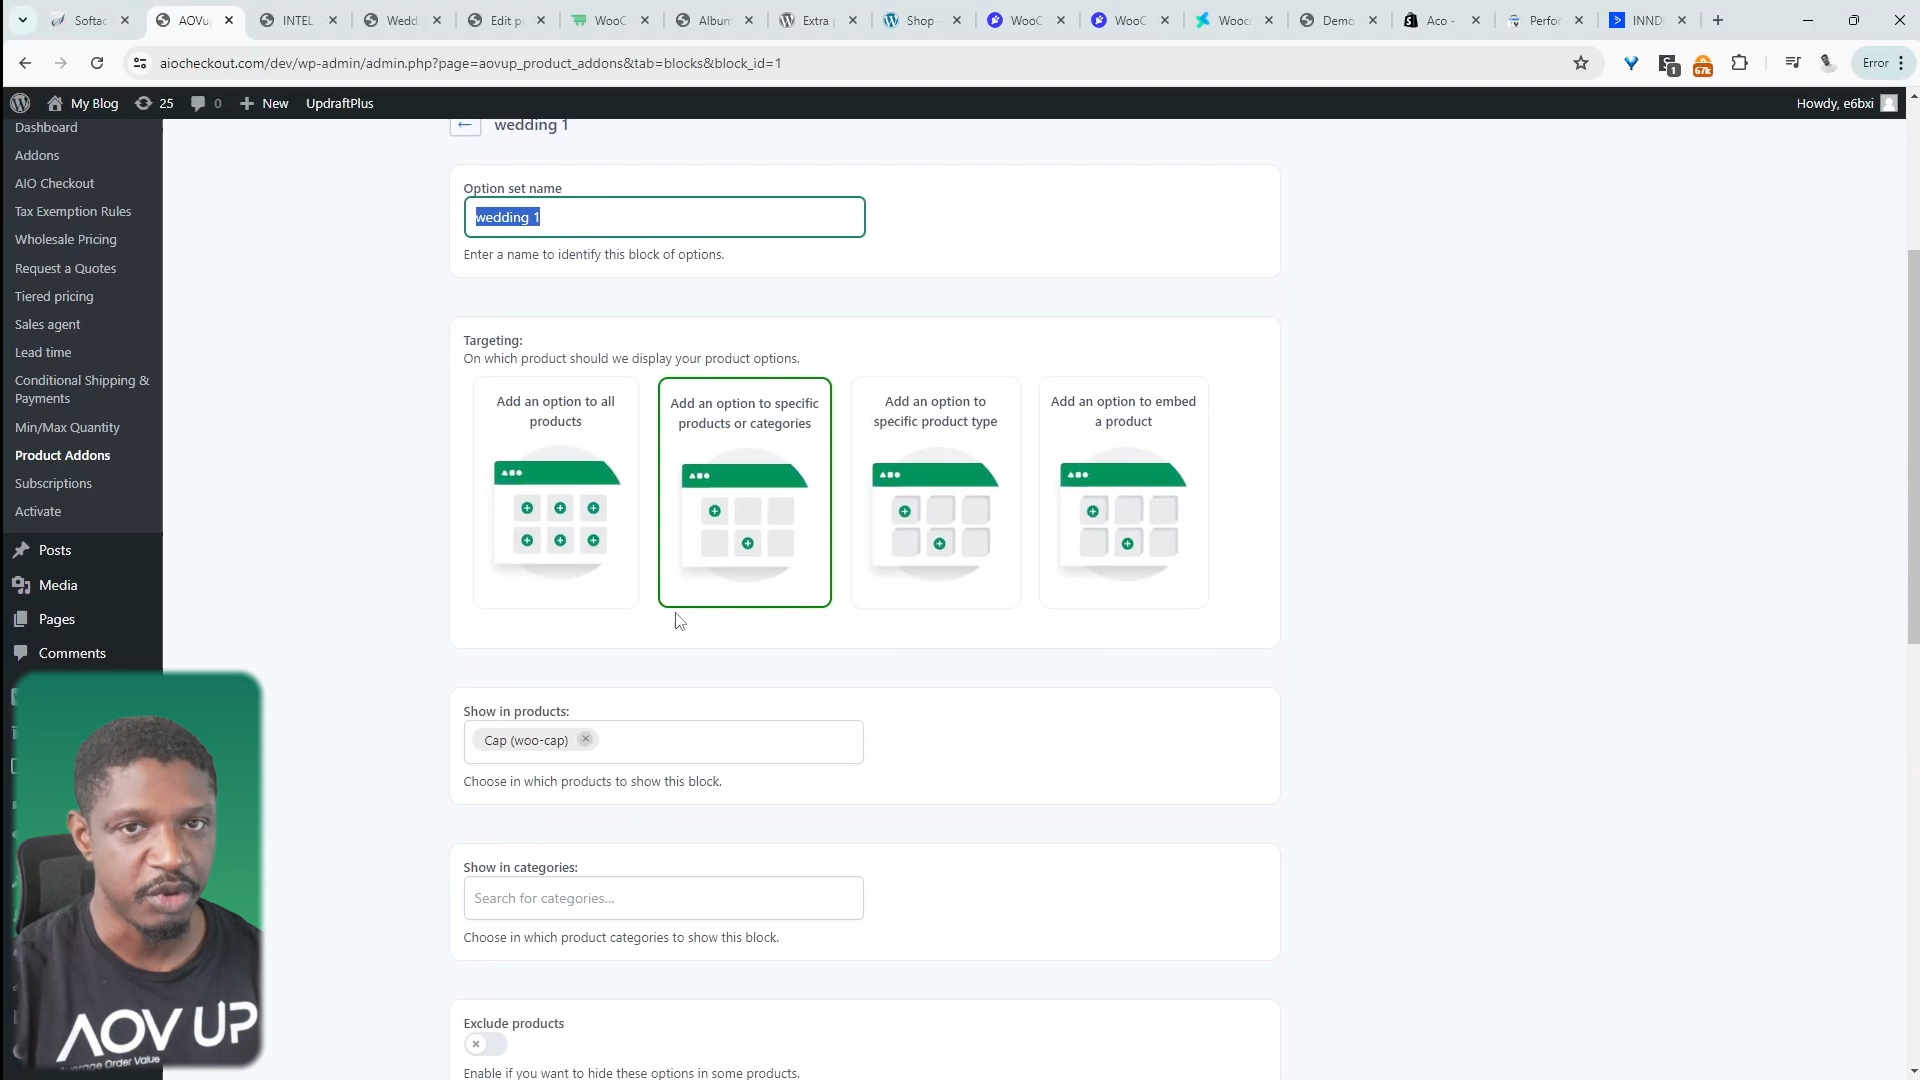 Softac
AOVu
INTEL
Wedd
Edit p
WooC
Album
Extra
Shop
WooC
WooC
Wooc
Demo
Aco -
Perfor
INND
aiocheckout.com/dev/wp-admin/admin.php?page=aovup_product_addons&tab=blocks&block_id=1
67k
1
Error
My Blog
25
0
New
UpdraftPlus
Howdy, e6bxi
Dashboard
Addons
AIO Checkout
Tax Exemption Rules
Wholesale Pricing
Request a Quotes
Tiered pricing
Sales agent
Lead time
Conditional Shipping &
Payments
Min/Max Quantity
Product Addons
Subscriptions
Activate
Posts
Media
Pages
Comments
wedding 1
Option set name
wedding 1
Enter a name to identify this block of options.
Targeting:
On which product should we display your product options.
Add an option to all
products
Add an option to specific
products or categories
Add an option to
specific product type
Add an option to embed
a product
Show in products:
Cap (woo-cap)
Choose in which products to show this block.
Show in categories:
Search for categories...
Choose in which product categories to show this block.
Exclude products
Enable if you want to hide these options in some products.
AOV UP
Average Order Value